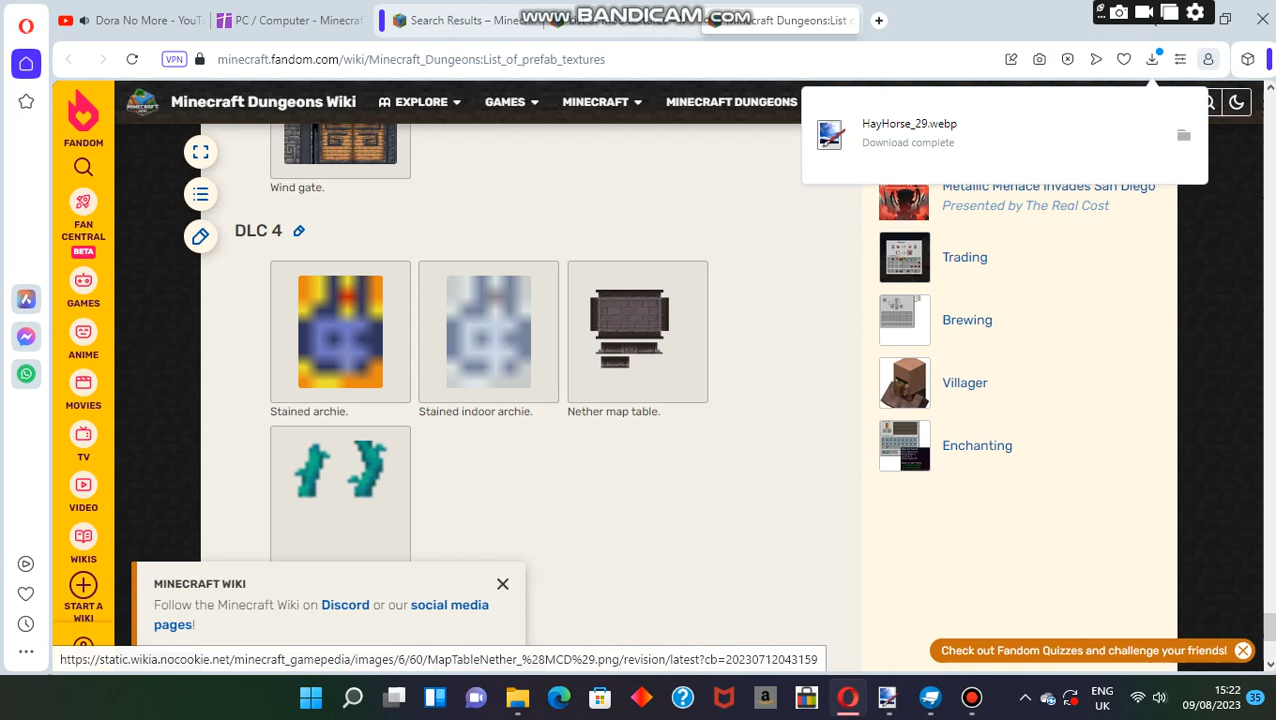 Dora No More - YouT
PC / Computer - Minecraf
Search Results - Minec
Minecraft Dungeons:List o
WWW.BANDICAM.COM
VPN
minecraft.fandom.com/wiki/Minecraft_Dungeons:List_of_prefab_textures
FANDOM
Minecraft Dungeons Wiki
EXPLORE
GAMES
MINECRAFT
MINECRAFT DUNGEONS
HayHorse_29.webp
Download complete
FAN
CENTRAL
BETA
GAMES
ANIME
MOVIES
TV
VIDEO
WIKIS
START A
WIKI
Wind gate.
DLC 4
Stained archie.
Stained indoor archie.
Nether map table.
Metallic Menace Invades San Diego
Presented by The Real Cost
Trading
Brewing
Villager
Enchanting
MINECRAFT WIKI
Follow the Minecraft Wiki on Discord or our social media
pages!
https://static.wikia.nocookie.net/minecraft_gamepedia/images/6/60/MapTableNether_%28MCD%29.png/revision/latest?cb=20230712043159
Check out Fandom Quizzes and challenge your friends!
ENG
UK
15:22
09/08/2023
35